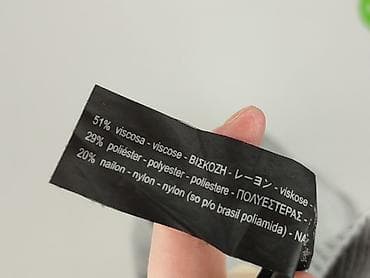 51% viscosa - viscose - ΒΙΣΚΟΖΗ - レーヨン - viskose -
29% poliéster - polyester - poliestere - ΠΟΛΥΕΣΤΕΡΑΣ -
20% nailon - nylon - nylon (so p/o brasil poliamida) - ΝΑ